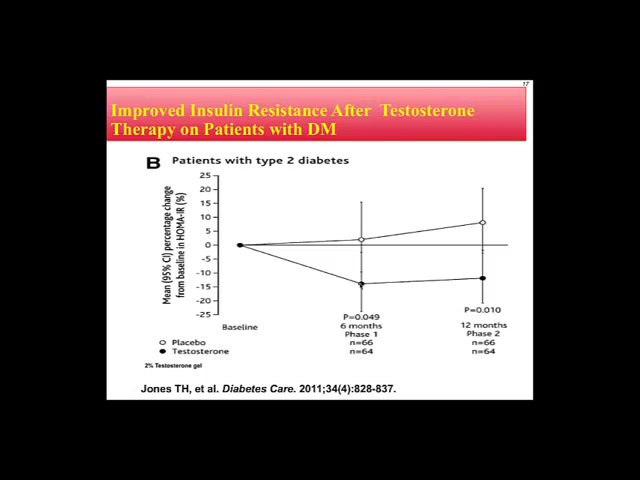 17
Improved Insulin Resistance After Testosterone
Therapy on Patients with DM
B Patients with type 2 diabetes
Mean (95% CI) percentage change
from baseline in HOMA-IR (%)
25
20
15
10
5
0
-5
-10
-15
-20
-25
Baseline
P=0.049
6 months
Phase 1
n=66
n=64
P=0.010
12 months
Phase 2
n=66
n=64
Placebo
Testosterone
2% Testosterone gel
Jones TH, et al. Diabetes Care. 2011;34(4):828-837.